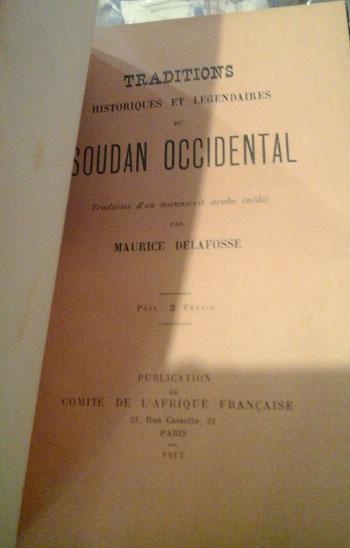 TRADITIONS
HISTORIQUES ET LÉGENDAIRES
DU
SOUDAN OCCIDENTAL
Traduites d'un manuscrit arabe inédit
PAR
MAURICE DELAFOSSE
PRIX : 2 FRANCS
PUBLICATION
DU
COMITÉ DE L'AFRIQUE FRANÇAISE
21, Rue Cassette, 21
PARIS
1913